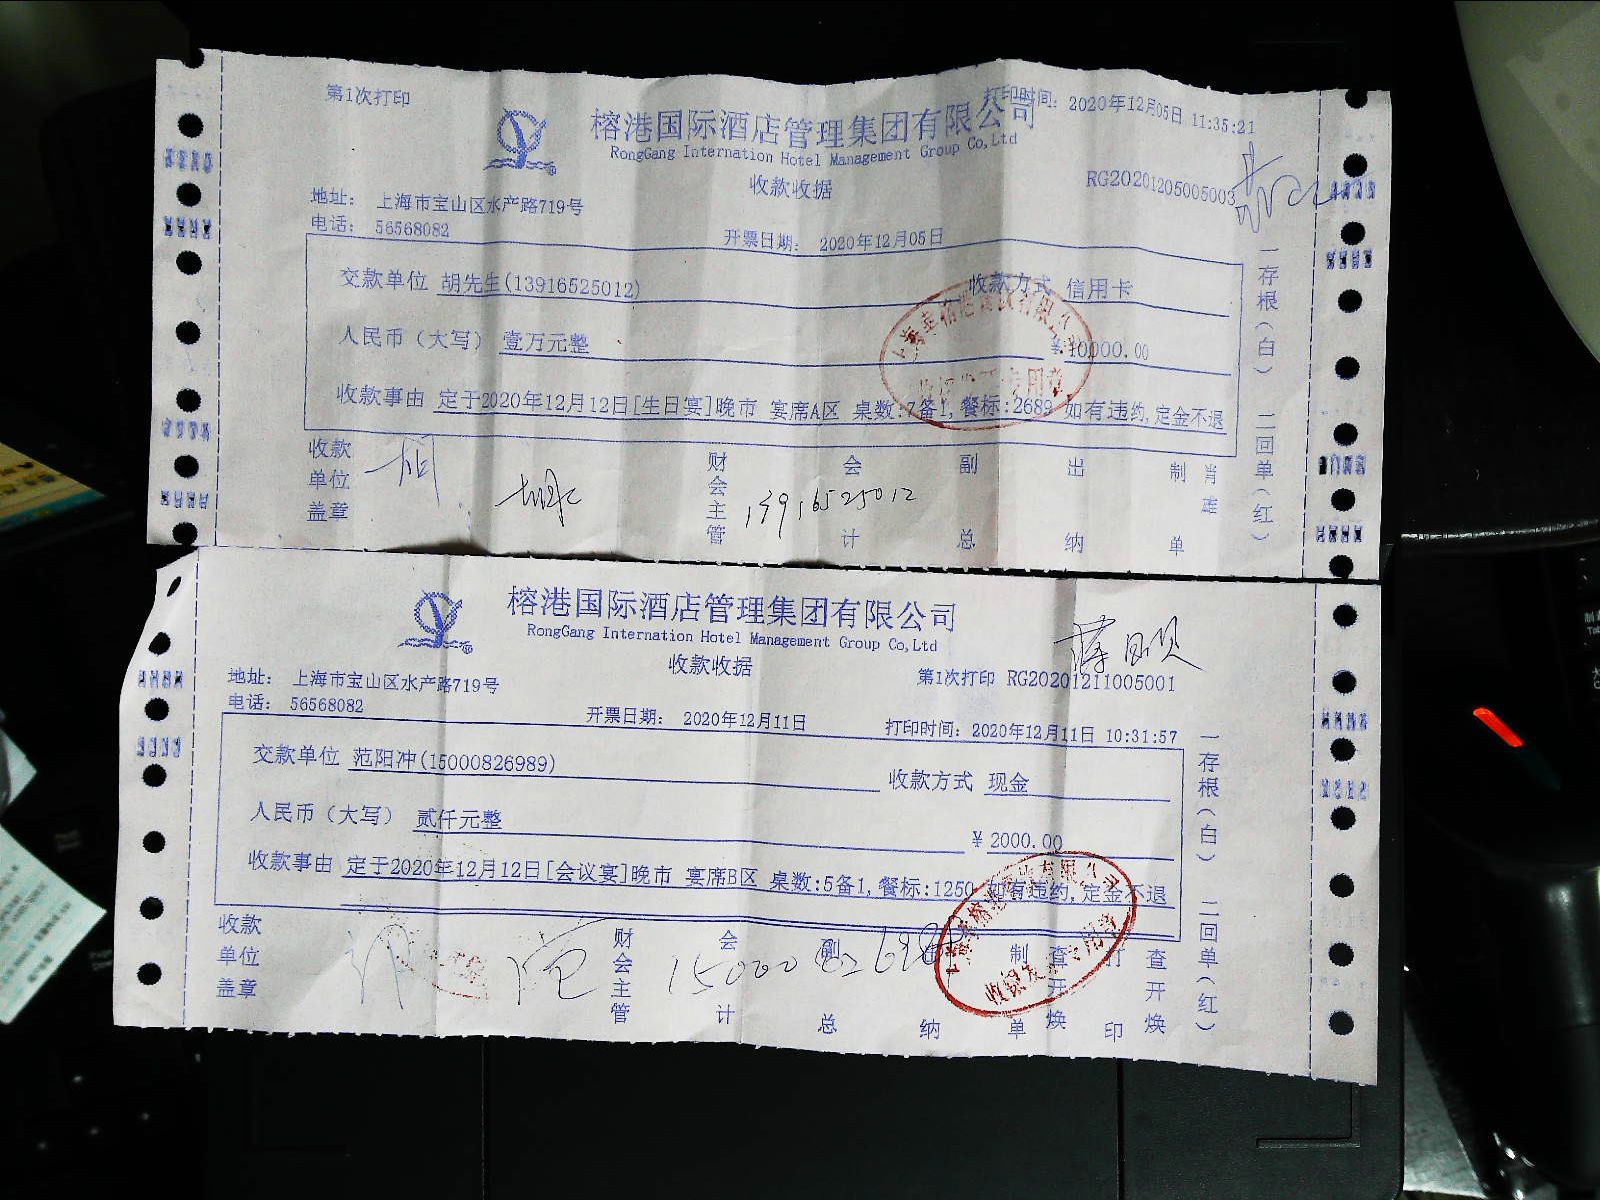 第1次打印
打印时间: 2020年12月05日 11:35:21
榕港国际酒店管理集团有限公司
RongGang International Hotel Management Group Co,Ltd
收款收据
RG20201205005003
地址: 上海市宝山区水产路719号
电话: 56568082
开票日期: 2020年12月05日
交款单位 胡先生(13916525012)
收款方式 信用卡
人民币（大写） 壹万元整
¥ 10000.00
收款事由 定于2020年12月12日[生日宴]晚市 宴席A区 桌数:7备1,餐标:2689 如有违约,定金不退
收款单位盖章
财会主管
会计
副总
出纳
制单
肖雄
13916525012
一存根(白) 二回单(红)
榕港国际酒店管理集团有限公司
RongGang International Hotel Management Group Co,Ltd
收款收据
第1次打印 RG20201211005001
地址: 上海市宝山区水产路719号
电话: 56568082
开票日期: 2020年12月11日
打印时间: 2020年12月11日 10:31:57
交款单位 范阳冲(15000826989)
收款方式 现金
人民币（大写） 贰仟元整
¥ 2000.00
收款事由 定于2020年12月12日[会议宴]晚市 宴席B区 桌数:5备1,餐标:1250 如有违约,定金不退
收款单位盖章
财会主管
会计
副总
纳
制单
查开焕
打印
查开焕
一存根(白) 二回单(红)